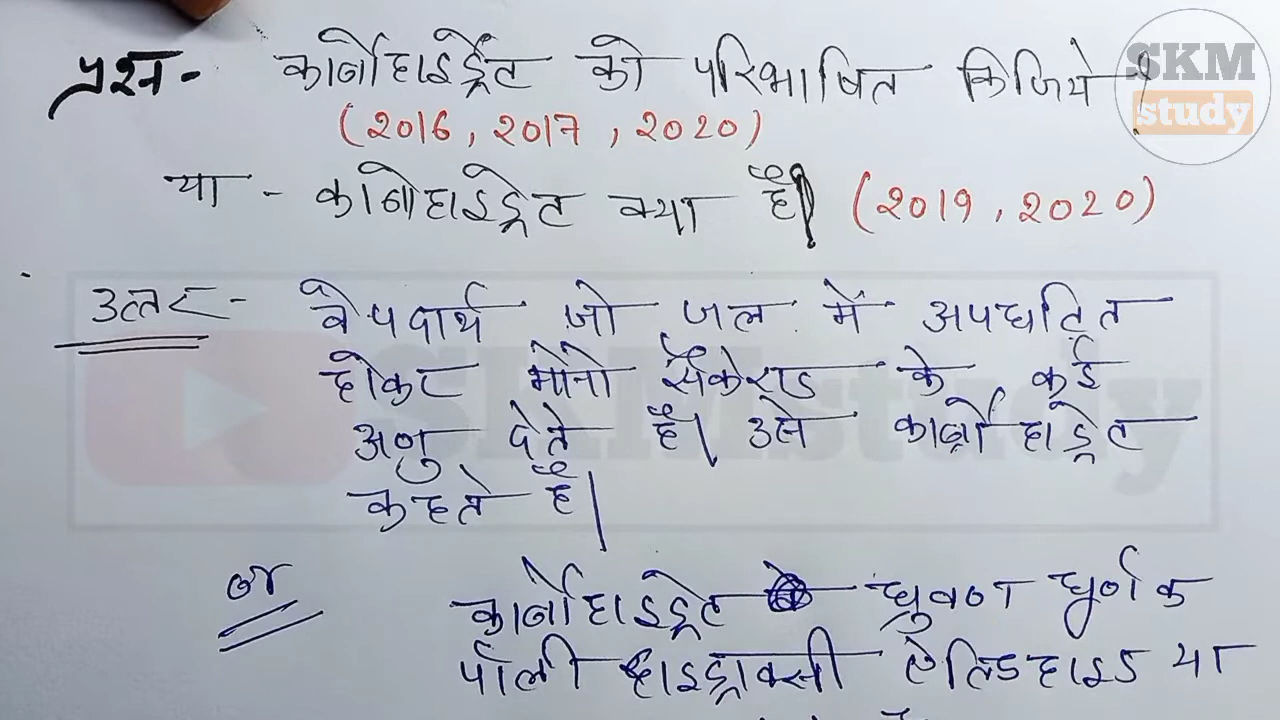 प्रश्न- कार्बोहाइड्रेट को परिभाषित किजिये ?
(2016, 2017, 2020)
या - कार्बोहाइड्रेट क्या है। (2019, 2020)
उत्तर- वे पदार्थ जो जल में अपघटित
होकर मोनो सैकेराइड के कई
अणु देते है। उसे कार्बोहाइड्रेट
कहते है।
or कार्बोहाइड्रेट ध्रुवण घुर्णक
पॉली हाइड्राक्सी ऐल्डिहाइड या
SKM
study
SKMstudy